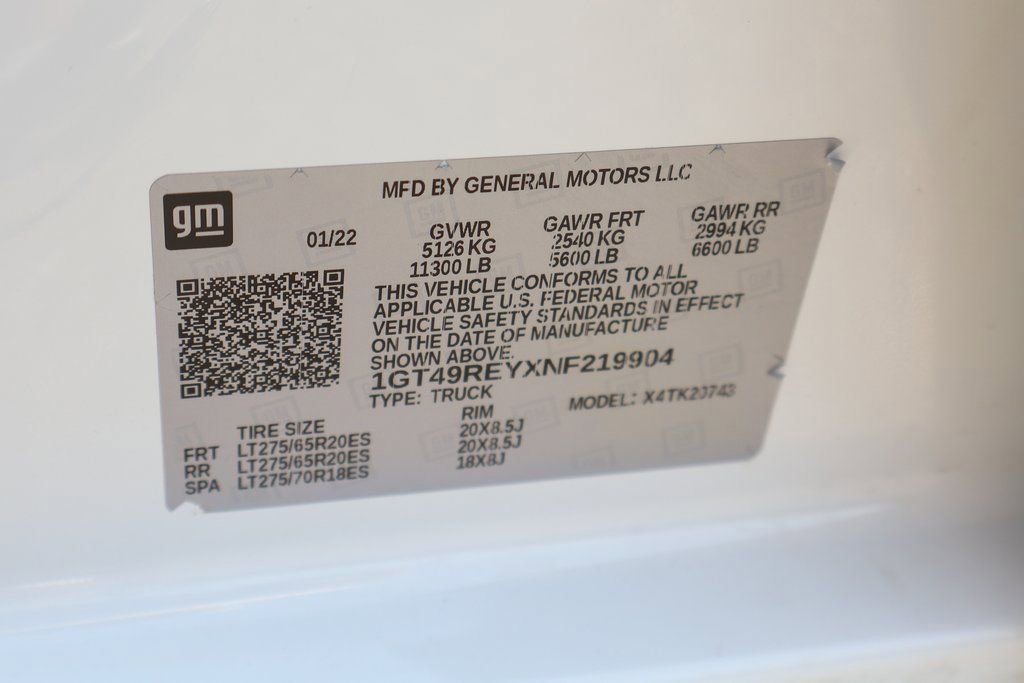 gm
MFD BY GENERAL MOTORS LLC
01/22
GVWR GAWR FRT GAWR RR
5126 KG 2540 KG 2994 KG
11300 LB 5600 LB 6600 LB
THIS VEHICLE CONFORMS TO ALL
APPLICABLE U.S. FEDERAL MOTOR
VEHICLE SAFETY STANDARDS IN EFFECT
ON THE DATE OF MANUFACTURE
SHOWN ABOVE.
1GT49REYXNF219904
TYPE: TRUCK MODEL: X4TK20743
TIRE SIZE RIM
FRT LT275/65R20ES 20X8.5J
RR LT275/65R20ES 20X8.5J
SPA LT275/70R18ES 18X8J